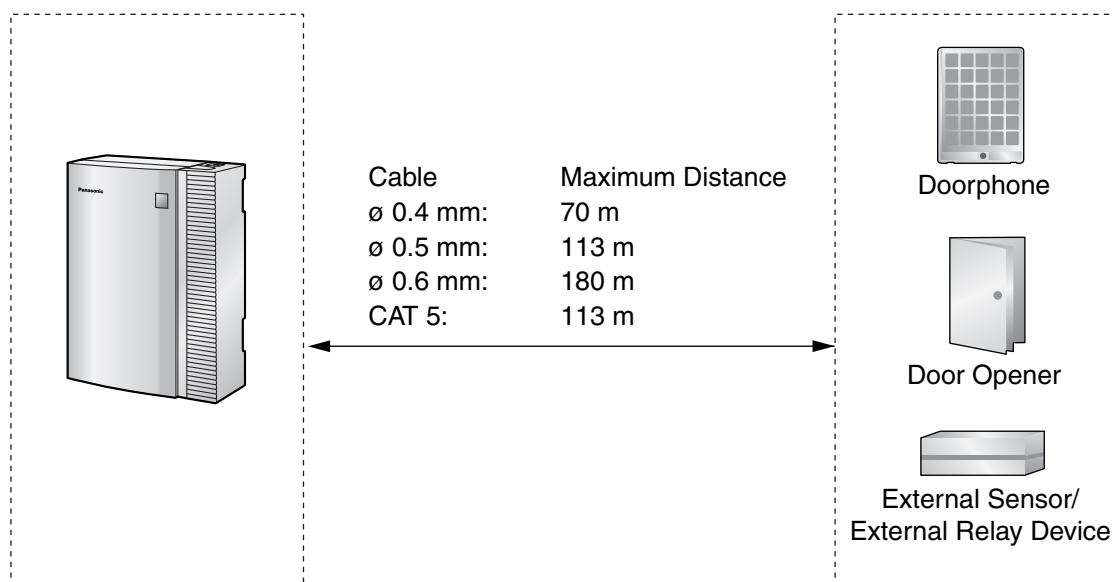 Panasonic
Cable Maximum Distance
ø 0.4 mm: 70 m
ø 0.5 mm: 113 m
ø 0.6 mm: 180 m
CAT 5: 113 m
Doorphone
Door Opener
External Sensor/
External Relay Device